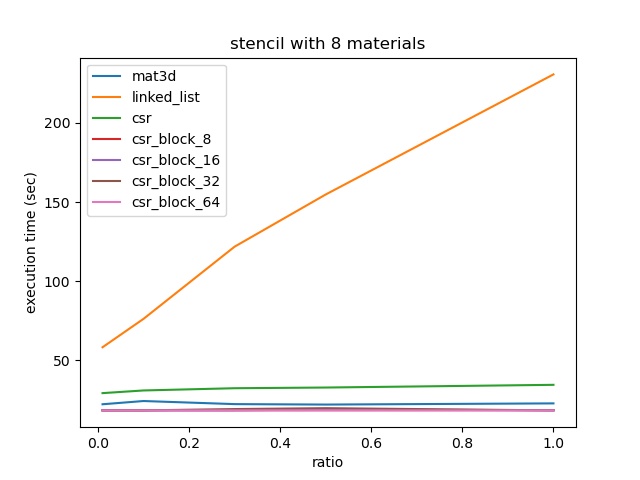 stencil with 8 materials
mat3d
linked_list
csr
csr_block_8
csr_block_16
csr_block_32
csr_block_64
execution time (sec)
200
150
100
50
0.0 0.2 0.4 0.6 0.8 1.0
ratio